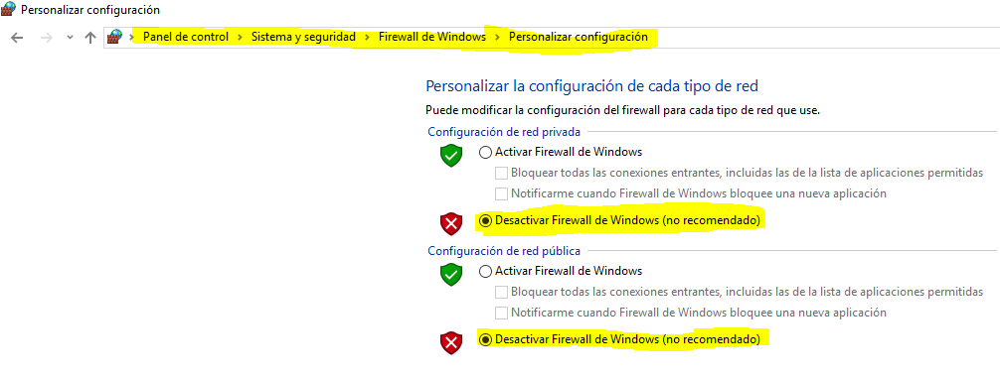 Personalizar configuración
Panel de control > Sistema y seguridad > Firewall de Windows > Personalizar configuración
Personalizar la configuración de cada tipo de red
Puede modificar la configuración del firewall para cada tipo de red que use.
Configuración de red privada
Activar Firewall de Windows
Bloquear todas las conexiones entrantes, incluidas las de la lista de aplicaciones permitidas
Notificarme cuando Firewall de Windows bloquee una nueva aplicación
Desactivar Firewall de Windows (no recomendado)
Configuración de red pública
Activar Firewall de Windows
Bloquear todas las conexiones entrantes, incluidas las de la lista de aplicaciones permitidas
Notificarme cuando Firewall de Windows bloquee una nueva aplicación
Desactivar Firewall de Windows (no recomendado)